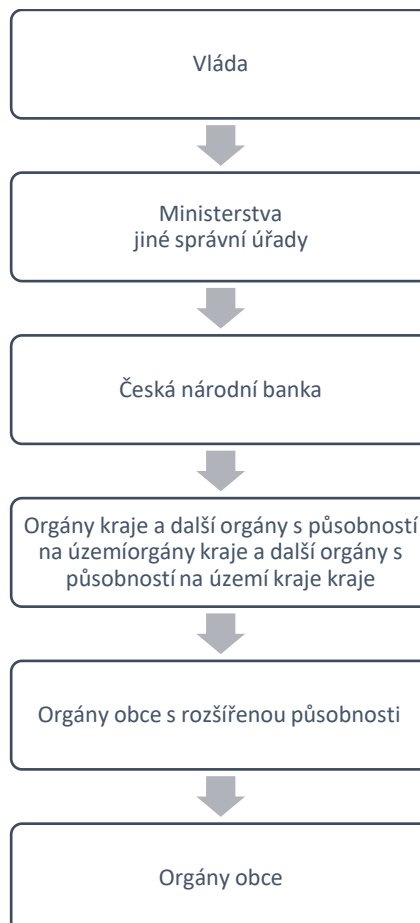 Vláda
Ministerstva
jiné správní úřady
Česká národní banka
Orgány kraje a další orgány s působností
na územíorgány kraje a další orgány s
působností na území kraje kraje
Orgány obce s rozšířenou působnosti
Orgány obce